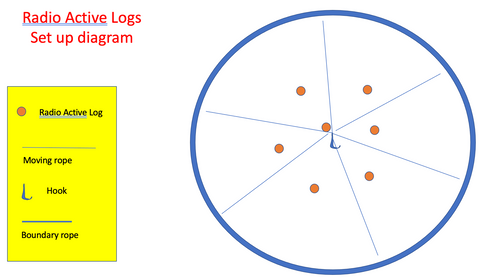 Radio Active Logs
Set up diagram
Radio Active Log
Moving rope
Hook
Boundary rope